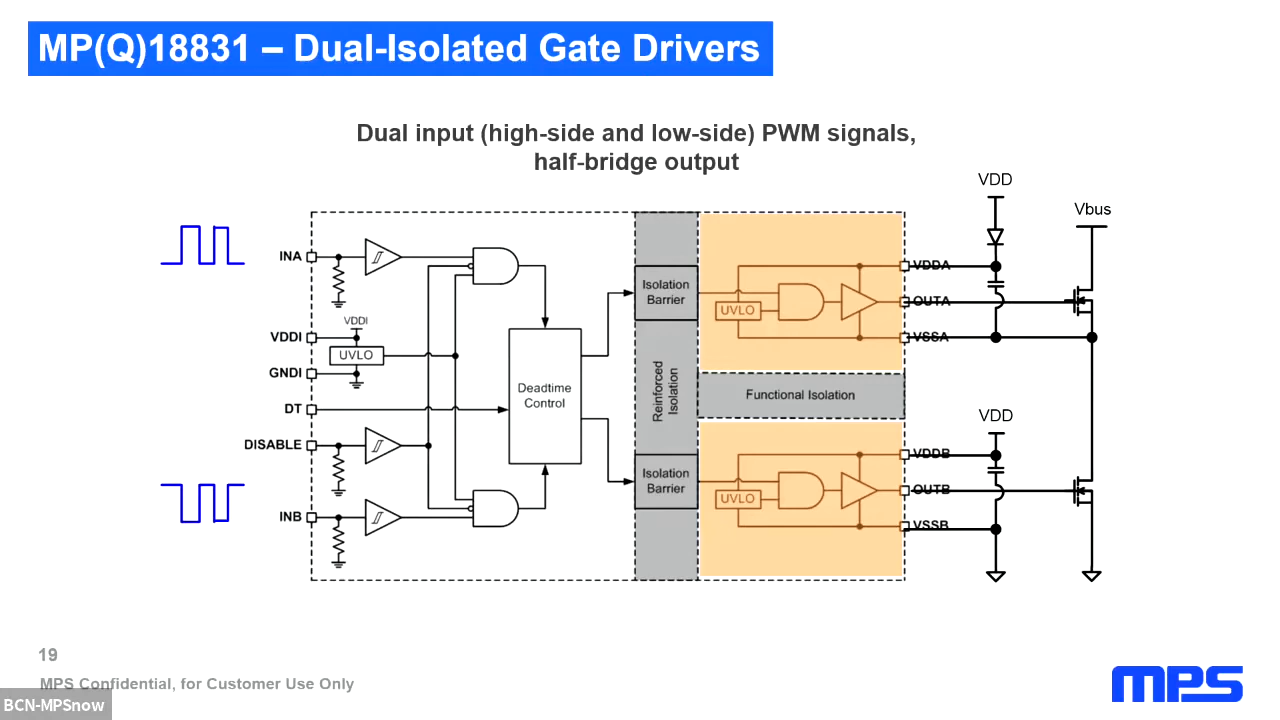 MP(Q)18831 – Dual-Isolated Gate Drivers
Dual input (high-side and low-side) PWM signals,
half-bridge output
VDD
Vbus
INA
VDDI
UVLO
VDDI
GNDI
DT
DISABLE
INB
Deadtime
Control
Isolation
Barrier
Reinforced
Isolation
Isolation
Barrier
UVLO
VDDA
OUTA
VSSA
Functional Isolation
VDD
UVLO
VDDB
OUTB
VSSB
19
MPS Confidential, for Customer Use Only
BCN-MPSnow
MPS